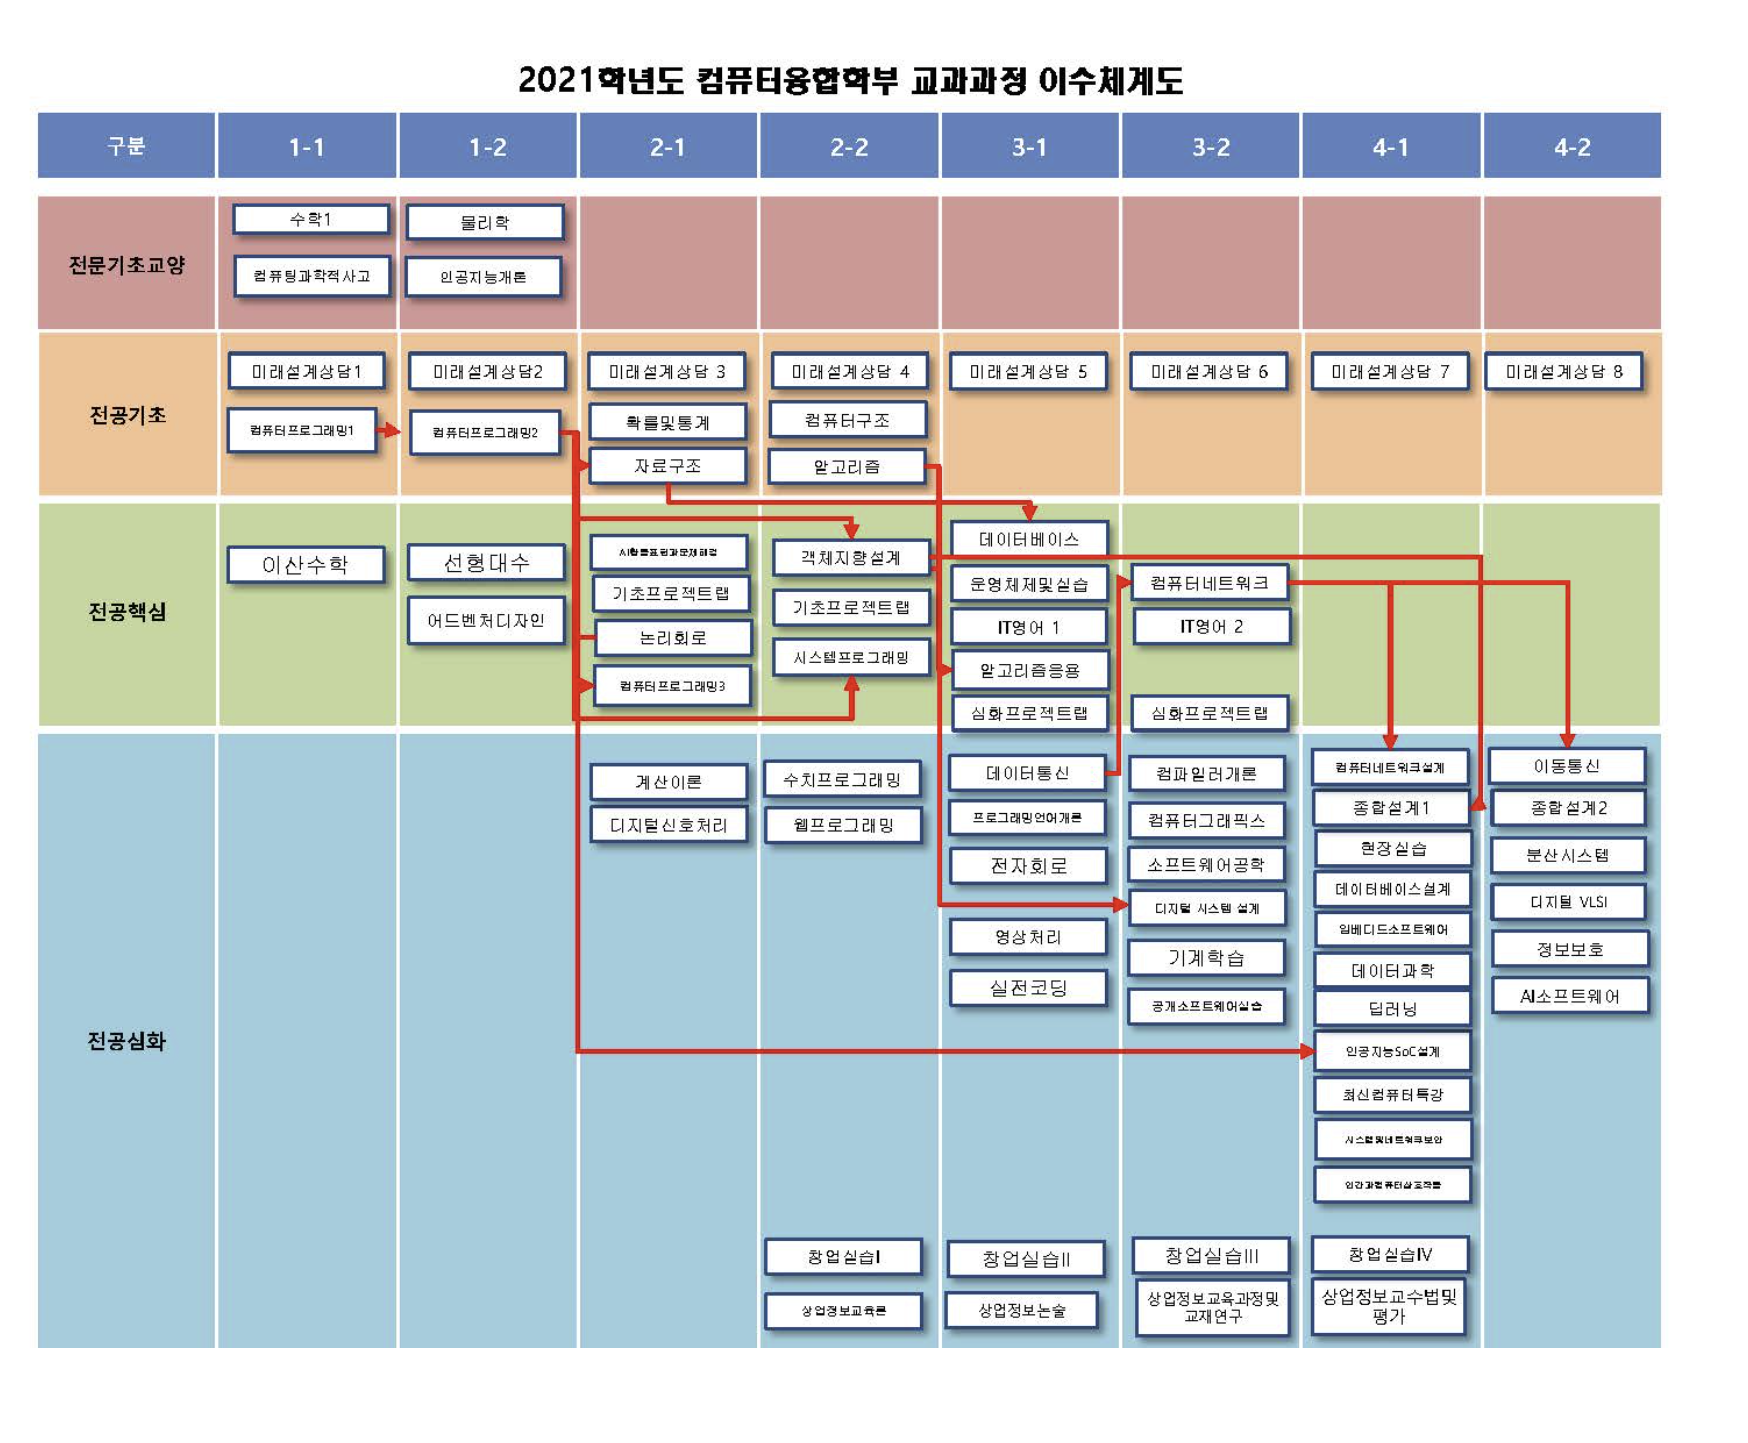 2021학년도 컴퓨터융합학부 교과과정 이수체계도
구분 1-1 1-2 2-1 2-2 3-1 3-2 4-1 4-2
전문기초교양
수학1 물리학
컴퓨팅과학적사고 인공지능개론
전공기초
미래설계상담1 미래설계상담2 미래설계상담 3 미래설계상담 4 미래설계상담 5 미래설계상담 6 미래설계상담 7 미래설계상담 8
컴퓨터프로그래밍1 컴퓨터프로그래밍2 확률및통계 컴퓨터구조
자료구조 알고리즘
전공핵심
이산수학
선형대수
어드벤처디자인
AI활용표현과문제해결
기초프로젝트랩
논리회로
컴퓨터프로그래밍3
객체지향설계
기초프로젝트랩
시스템프로그래밍
데이터베이스
운영체제및실습
IT영어 1
알고리즘응용
심화프로젝트랩
컴퓨터네트워크
IT영어 2
심화프로젝트랩
전공심화
계산이론
디지털신호처리
수치프로그래밍
웹프로그래밍
창업실습I
상업정보교육론
데이터통신
프로그래밍언어개론
전자회로
영상처리
실전코딩
창업실습II
상업정보논술
컴파일러개론
컴퓨터그래픽스
소프트웨어공학
디지털 시스템 설계
기계학습
공개소프트웨어실습
창업실습III
상업정보교육과정및
교재연구
컴퓨터네트워크설계
종합설계1
현장실습
데이터베이스설계
임베디드소프트웨어
데이터과학
딥러닝
인공지능SoC설계
최신컴퓨터특강
시스템및네트워크보안
인간과컴퓨터상호작용
창업실습IV
상업정보교수법및
평가
이동통신
종합설계2
분산시스템
디지털 VLSI
정보보호
AI소프트웨어